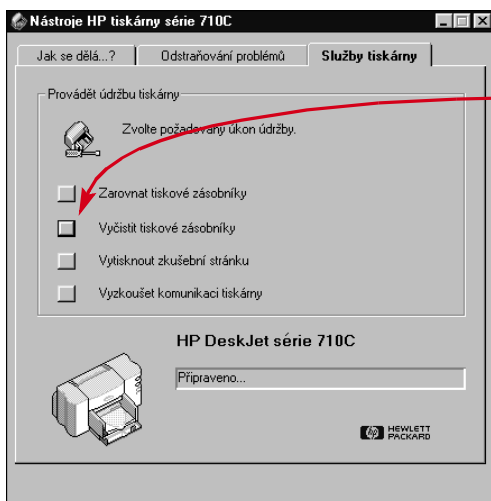 Nástroje HP tiskárny série 710C
Jak se dělá...?
Odstraňování problémů
Služby tiskárny
Provádět údržbu tiskárny
Zvolte požadovaný úkon údržby.
Zarovnat tiskové zásobníky
Vyčistit tiskové zásobníky
Vytisknout zkušební stránku
Vyzkoušet komunikaci tiskárny
HP DeskJet série 710C
Připraveno...
hp HEWLETT
PACKARD